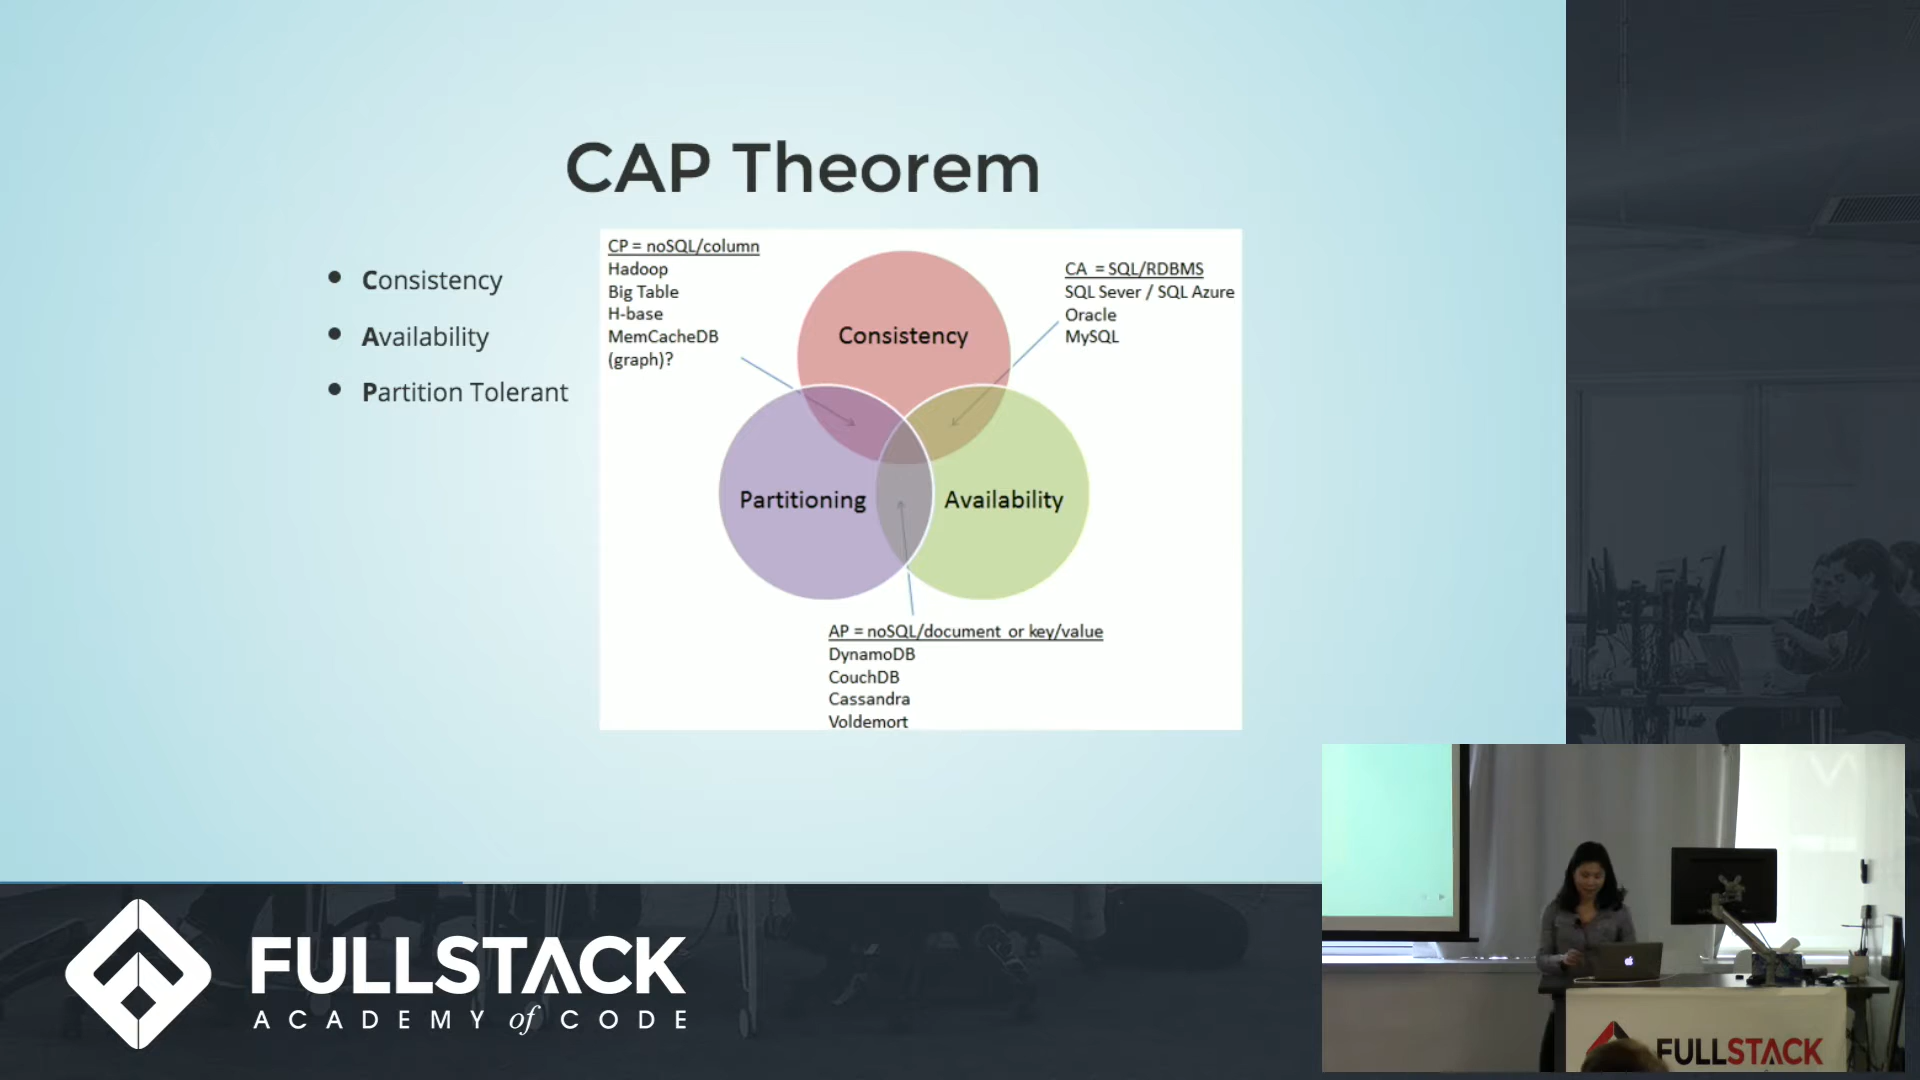 CAP Theorem
• Consistency
• Availability
• Partition Tolerant
CP = noSQL/column
Hadoop
Big Table
H-base
MemCacheDB
(graph)?
CA = SQL/RDBMS
SQL Sever / SQL Azure
Oracle
MySQL
Consistency
Partitioning
Availability
AP = noSQL/document or key/value
DynamoDB
CouchDB
Cassandra
Voldemort
FULLSTACK
ACADEMY of CODE
FULLSTACK